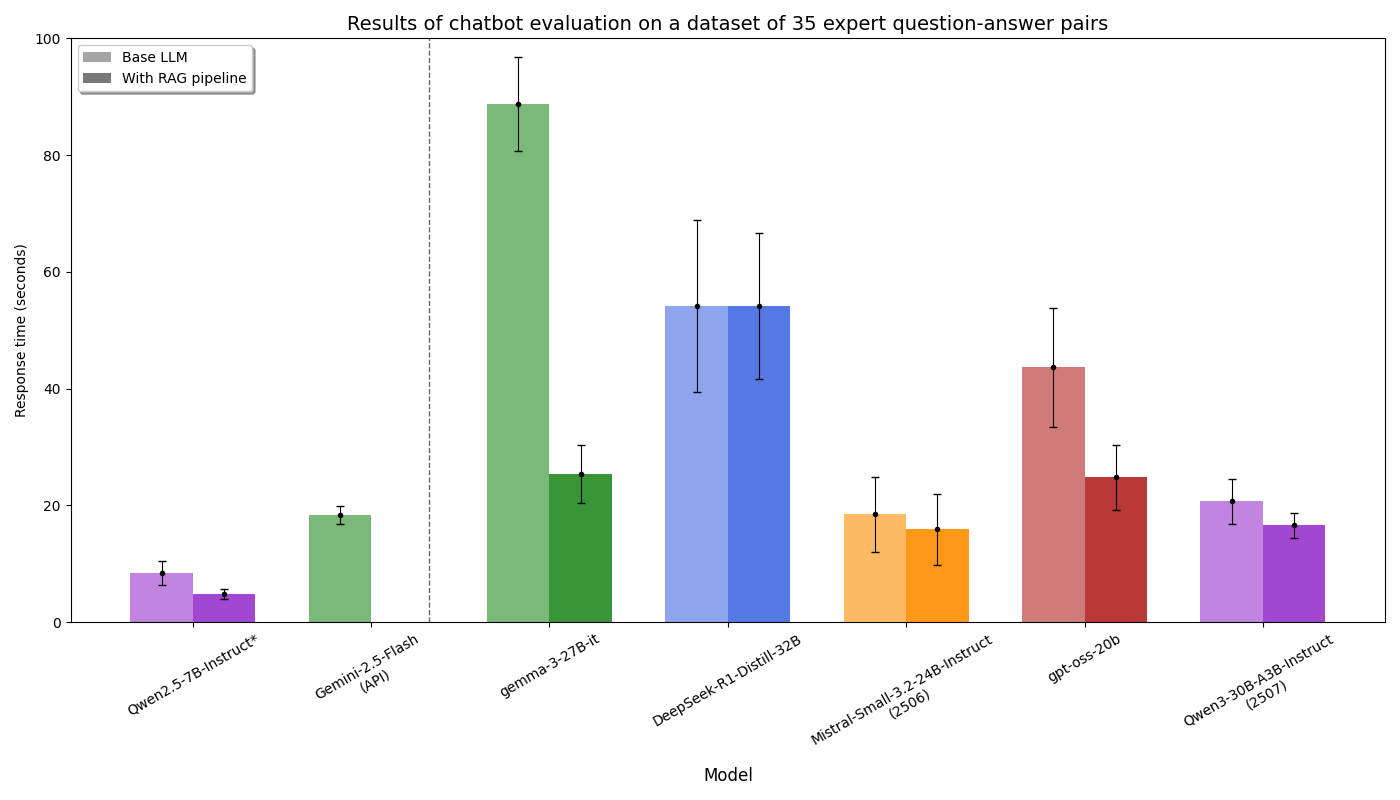 Results of chatbot evaluation on a dataset of 35 expert question-answer pairs
Base LLM
With RAG pipeline
Response time (seconds)
100
80
60
40
20
0
Qwen2.5-7B-Instruct*
Gemini-2.5-Flash
(API)
gemma-3-27B-it
DeepSeek-R1-Distill-32B
Mistral-Small-3.2-24B-Instruct
(2506)
gpt-oss-20b
Qwen3-30B-A3B-Instruct
(2507)
Model